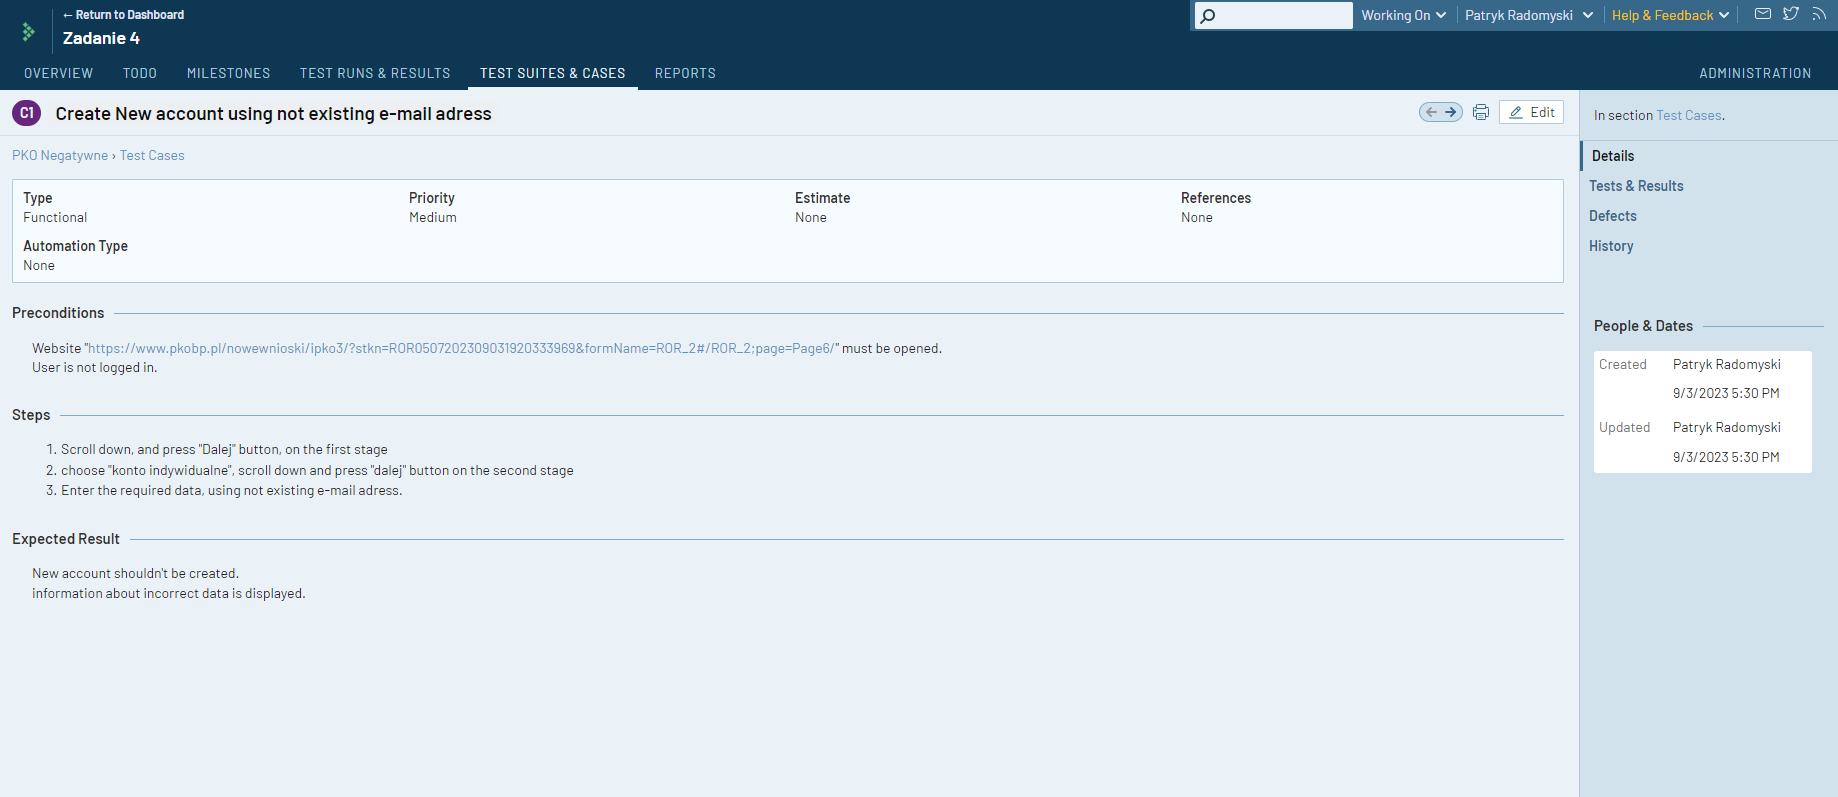 ← Return to Dashboard
Zadanie 4
Working On
Patryk Radomyski
Help & Feedback
OVERVIEW
TODO
MILESTONES
TEST RUNS & RESULTS
TEST SUITES & CASES
REPORTS
ADMINISTRATION
C1
Create New account using not existing e-mail adress
Edit
PKO Negatywne › Test Cases
Type
Functional
Priority
Medium
Estimate
None
References
None
Automation Type
None
Preconditions
Website "https://www.pkobp.pl/nowewnioski/ipko3/?stkn=ROR0507202309031920333969&formName=ROR_2#/ROR_2;page=Page6/" must be opened.
User is not logged in.
Steps
1. Scroll down, and press "Dalej" button, on the first stage
2. choose "konto indywidualne", scroll down and press "dalej" button on the second stage
3. Enter the required data, using not existing e-mail adress.
Expected Result
New account shouldn't be created.
information about incorrect data is displayed.
In section Test Cases.
Details
Tests & Results
Defects
History
People & Dates
Created Patryk Radomyski
9/3/2023 5:30 PM
Updated Patryk Radomyski
9/3/2023 5:30 PM